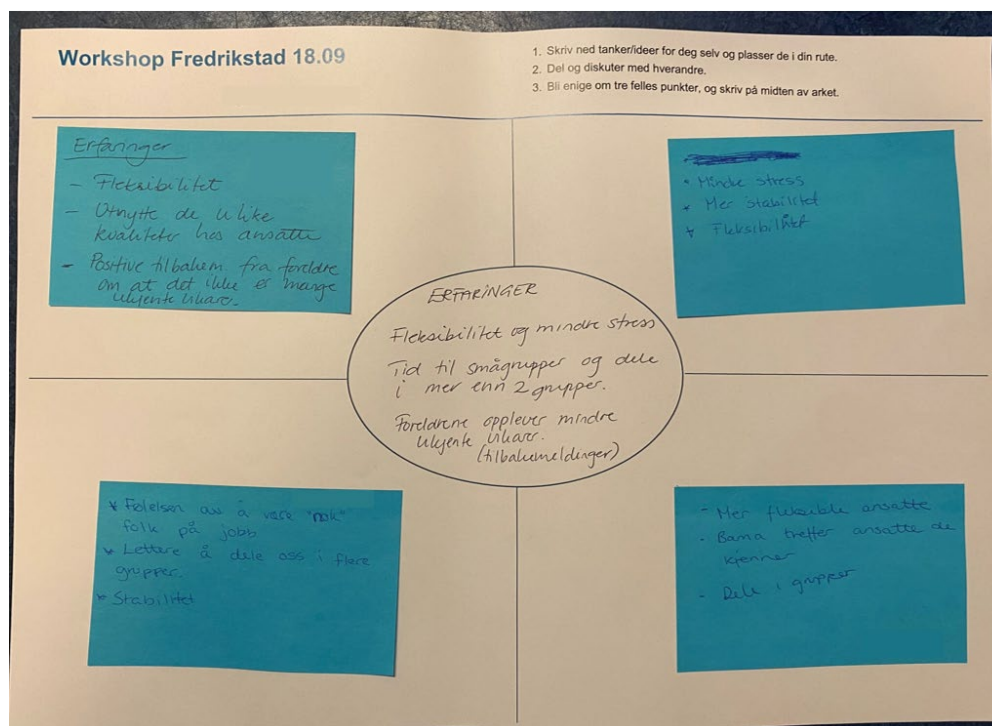 Workshop Fredrikstad 18.09
1. Skriv ned tanker/ideer for deg selv og plasser de i din rute.
2. Del og diskuter med hverandre.
3. Bli enige om tre felles punkter, og skriv på midten av arket.
Erfaringer
- Fleksibilitet
- Utnytte de ulike
kvaliteter hos ansatte
- Positive tilbakem. fra foreldre
om at det ikke er mange
ukjente vikarer.
* Mindre stress
* Mer stabilitet
* Fleksibilitet
ERFARINGER
Fleksibilitet og mindre stress
Tid til smågrupper og dele
i mer enn 2 grupper.
Foreldrene opplever mindre
ukjente vikarer.
(tilbakemeldinger)
* Følelsen av å være "nok"
folk på jobb
* Lettere å dele oss i flere
grupper.
* Stabilitet
- Mer fleksible ansatte
- Barna treffer ansatte de
kjenner
- Dele i grupper